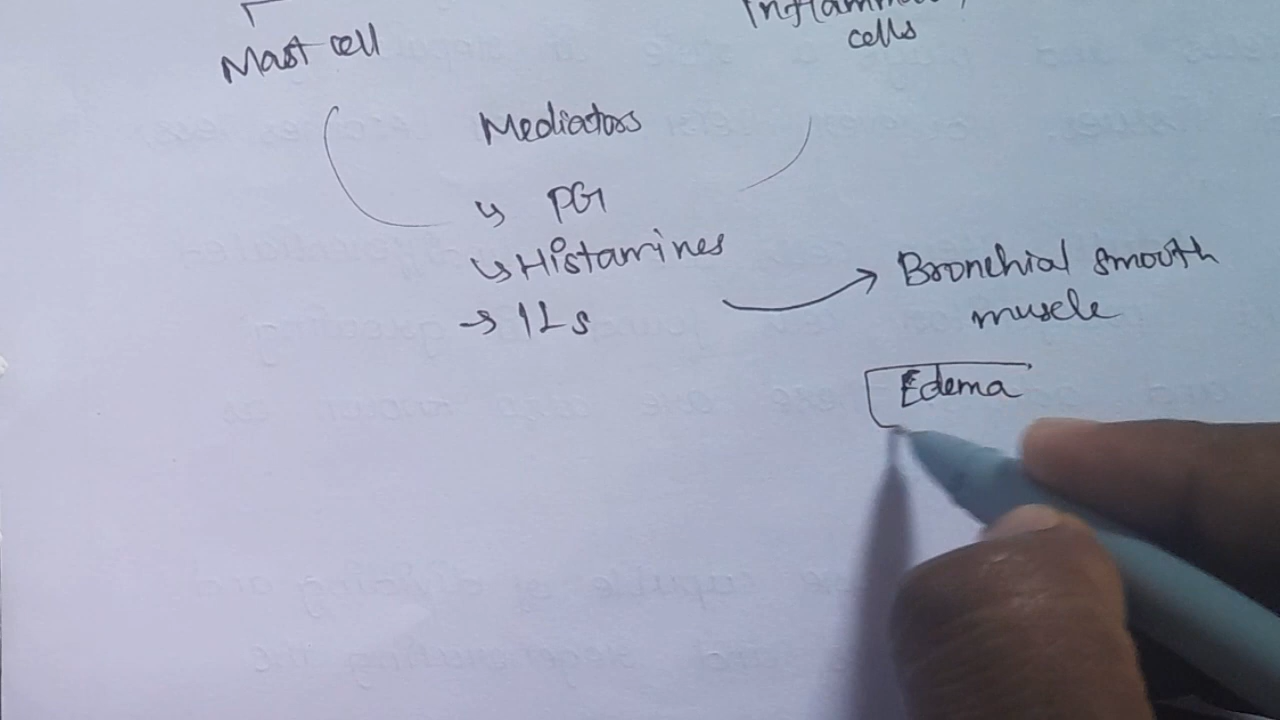 Mast cell
cells
Mediators
↳ PG
↳ Histamines
→ ILs
Bronchial smooth
muscle
Edema